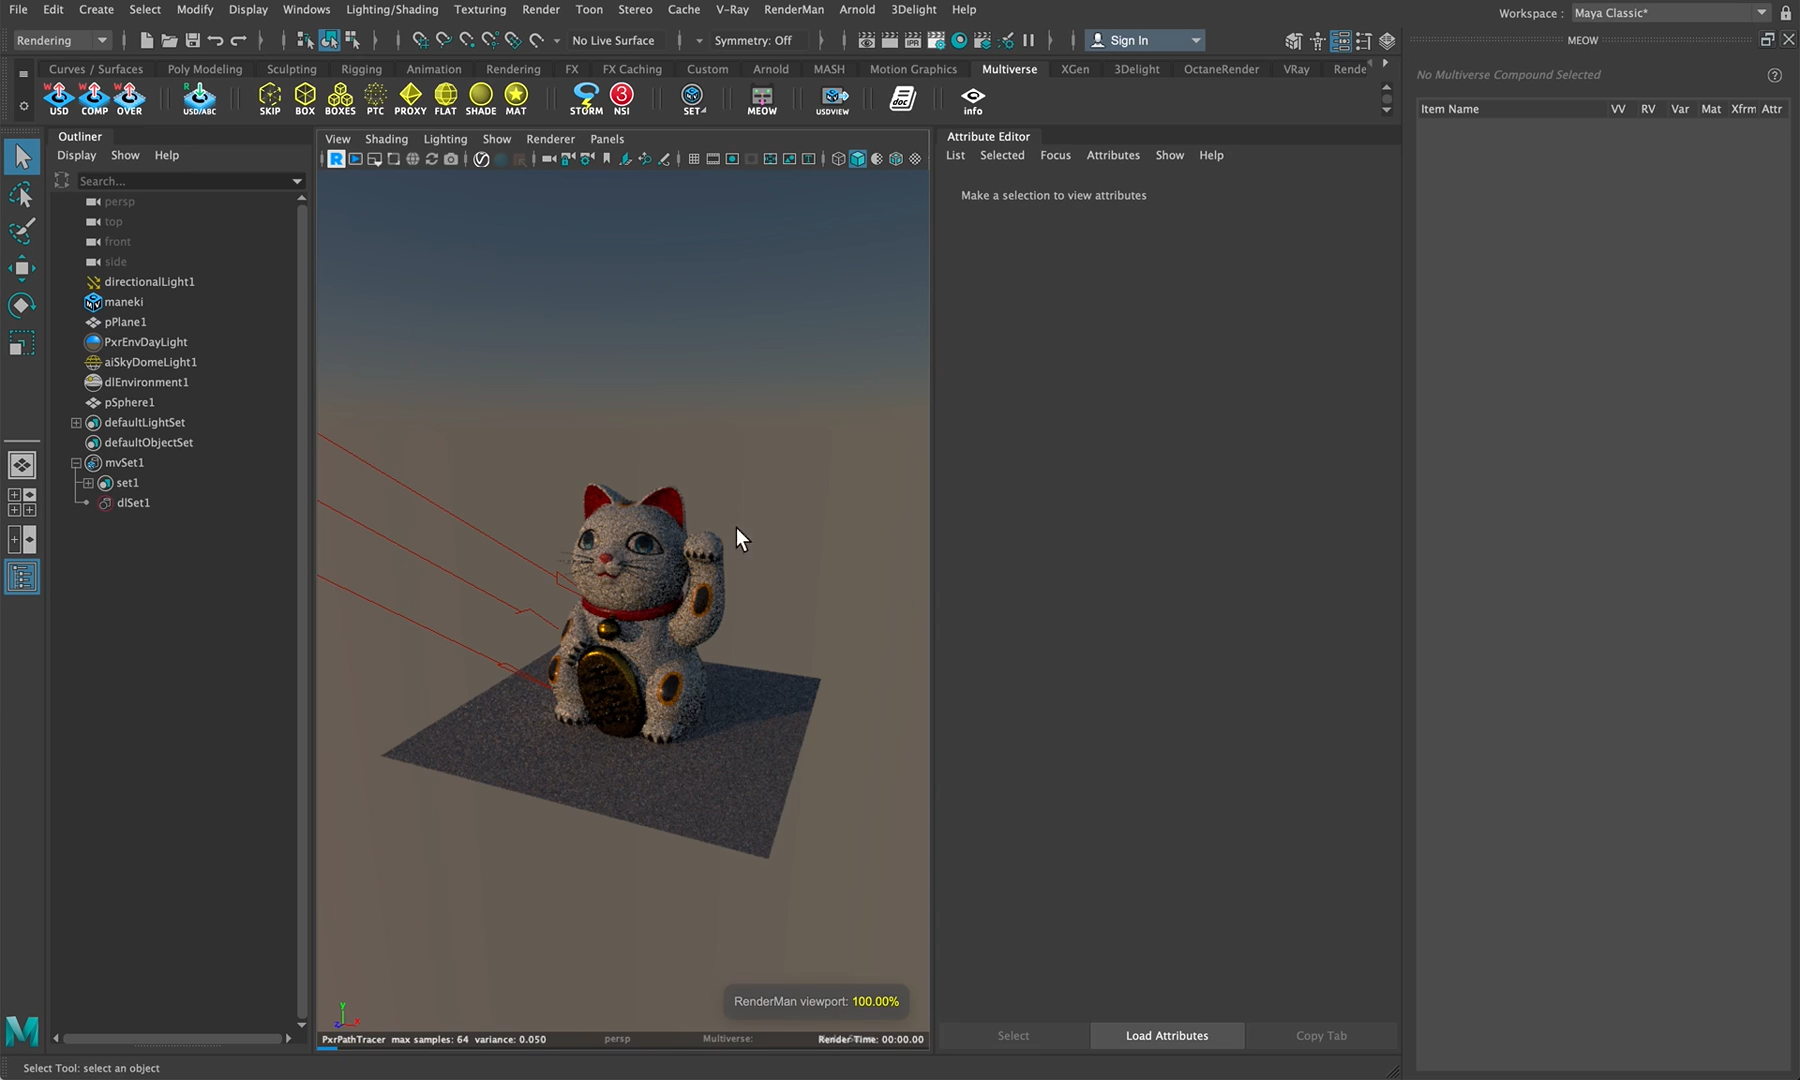 File Edit Create Select Modify Display Windows Lighting/Shading Texturing Render Toon Stereo Cache V-Ray RenderMan Arnold 3Delight Help
Workspace : Maya Classic*
Rendering No Live Surface Symmetry: Off Sign In
MEOW
Curves / Surfaces Poly Modeling Sculpting Rigging Animation Rendering FX FX Caching Custom Arnold MASH Motion Graphics Multiverse XGen 3Delight OctaneRender VRay Rende
No Multiverse Compound Selected
USD COMP OVER USD/ABC SKIP BOX BOXES PTC PROXY FLAT SHADE MAT STORM NSI SET MEOW USDVIEW doc info
Item Name VV RV Var Mat Xfrm Attr
Outliner
Display Show Help
Search...
persp
top
front
side
directionalLight1
maneki
pPlane1
PxrEnvDayLight
aiSkyDomeLight1
dlEnvironment1
pSphere1
defaultLightSet
defaultObjectSet
mvSet1
set1
dlSet1
View Shading Lighting Show Renderer Panels
RenderMan viewport: 100.00%
PxrPathTracer max samples: 64 variance: 0.050 persp Multiverse: Render Time: 00:00.00
Attribute Editor
List Selected Focus Attributes Show Help
Make a selection to view attributes
Select Load Attributes Copy Tab
Select Tool: select an object